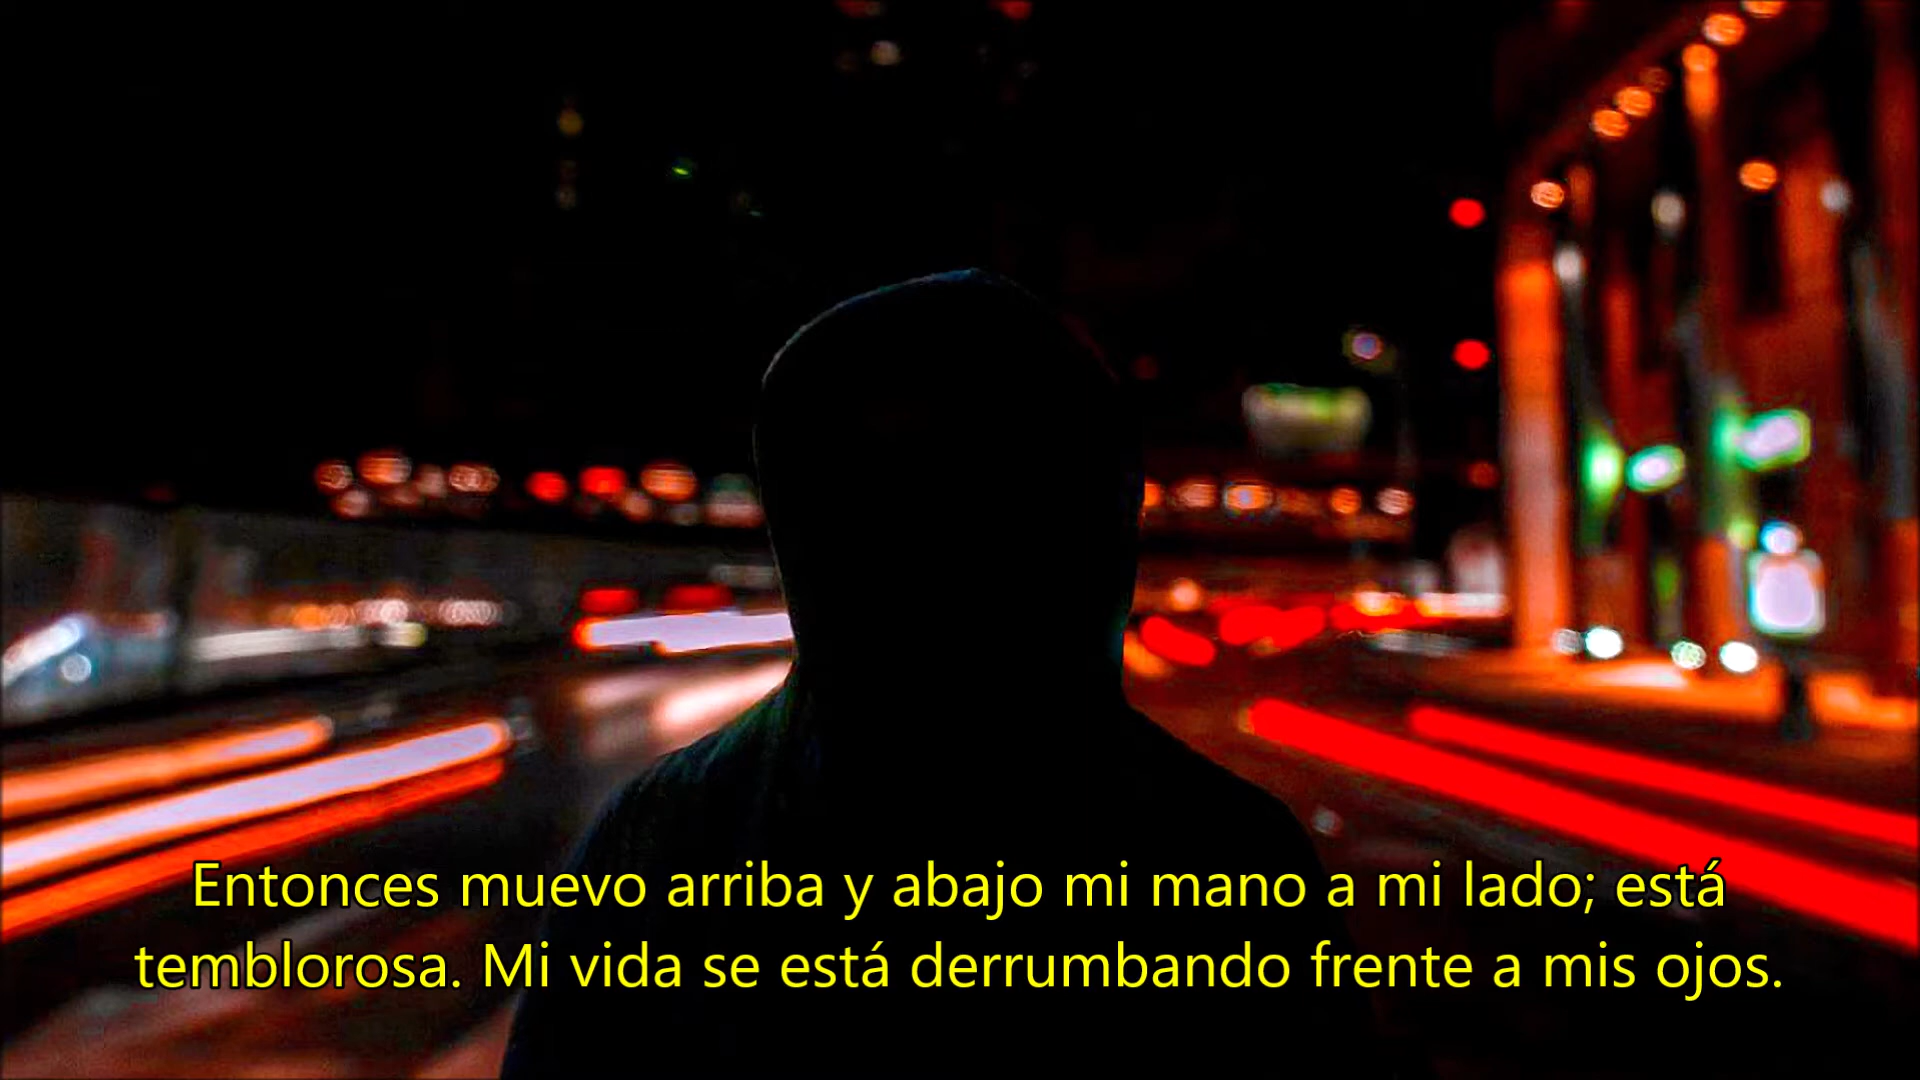 Entonces muevo arriba y abajo mi mano a mi lado; está
temblorosa. Mi vida se está derrumbando frente a mis ojos.